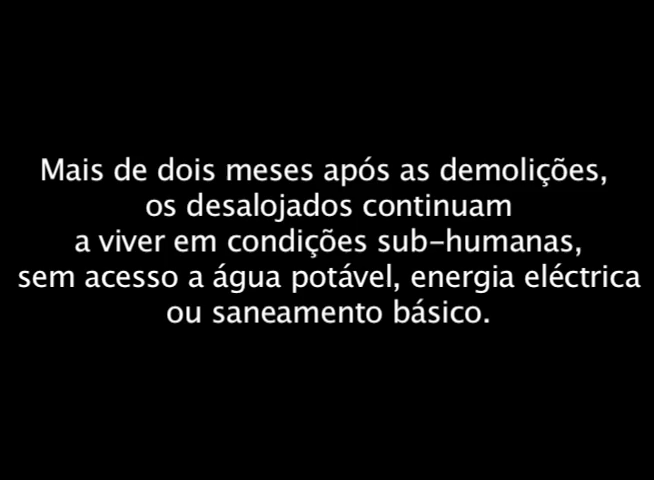 Mais de dois meses após as demolições,
os desalojados continuam
a viver em condições sub-humanas,
sem acesso a água potável, energia eléctrica
ou saneamento básico.